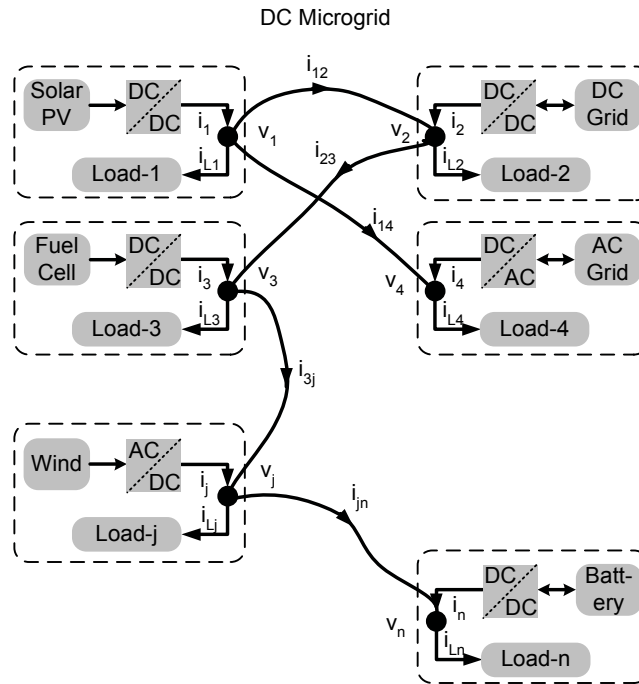 DC Microgrid
Solar
PV
DC
DC
i1
iL1
v1
Load-1
i12
i23
i14
DC
DC
DC
Grid
i2
iL2
v2
Load-2
Fuel
Cell
DC
DC
i3
iL3
v3
Load-3
DC
AC
AC
Grid
i4
iL4
v4
Load-4
i3j
Wind
AC
DC
ij
iLj
vj
Load-j
ijn
DC
DC
Batt-
ery
in
iLn
vn
Load-n